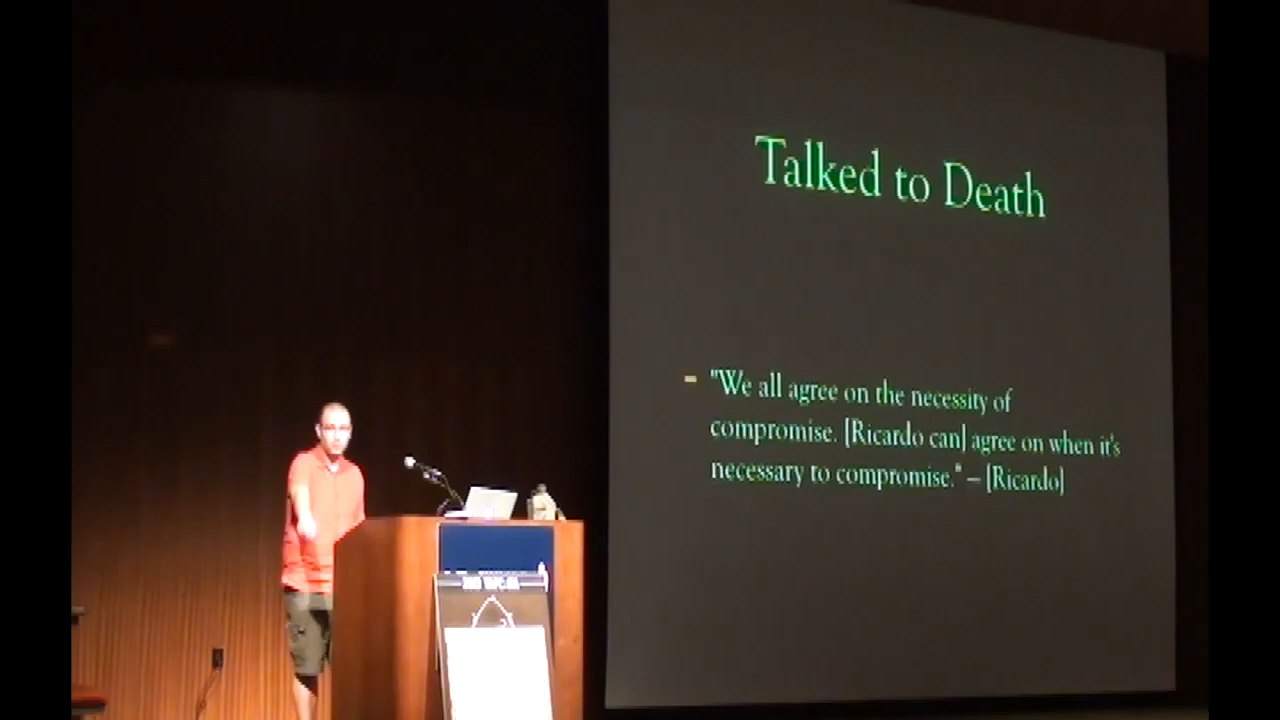 Talked to Death
"We all agree on the necessity of
compromise. [Ricardo can] agree on when it's
necessary to compromise." – [Ricardo]